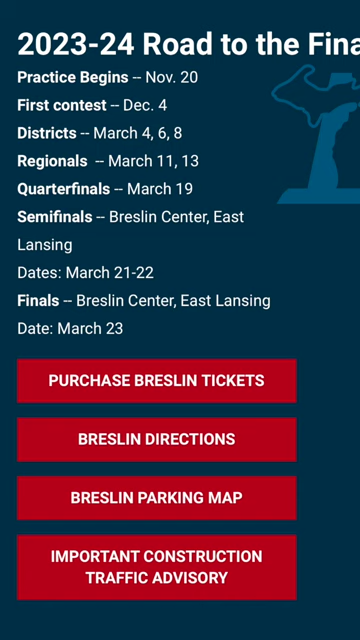 2023-24 Road to the Fina
Practice Begins -- Nov. 20
First contest -- Dec. 4
Districts -- March 4, 6, 8
Regionals -- March 11, 13
Quarterfinals -- March 19
Semifinals -- Breslin Center, East
Lansing
Dates: March 21-22
Finals -- Breslin Center, East Lansing
Date: March 23
PURCHASE BRESLIN TICKETS
BRESLIN DIRECTIONS
BRESLIN PARKING MAP
IMPORTANT CONSTRUCTION
TRAFFIC ADVISORY